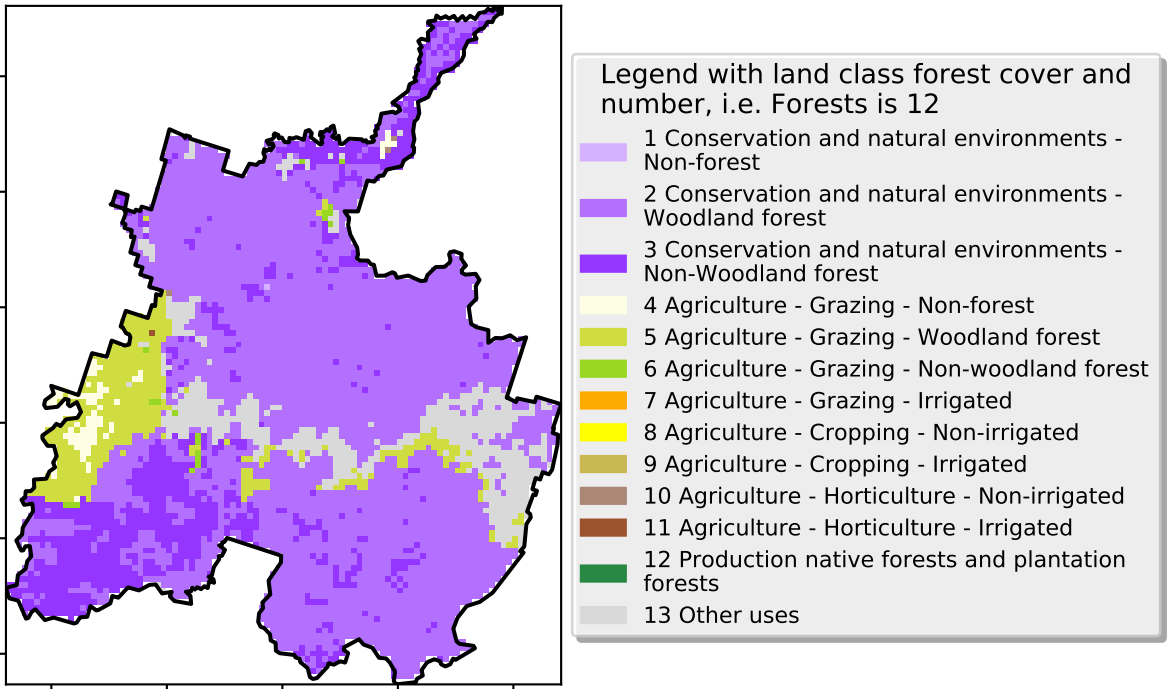 Legend with land class forest cover and
number, i.e. Forests is 12
1 Conservation and natural environments -
Non-forest
2 Conservation and natural environments -
Woodland forest
3 Conservation and natural environments -
Non-Woodland forest
4 Agriculture - Grazing - Non-forest
5 Agriculture - Grazing - Woodland forest
6 Agriculture - Grazing - Non-woodland forest
7 Agriculture - Grazing - Irrigated
8 Agriculture - Cropping - Non-irrigated
9 Agriculture - Cropping - Irrigated
10 Agriculture - Horticulture - Non-irrigated
11 Agriculture - Horticulture - Irrigated
12 Production native forests and plantation
forests
13 Other uses